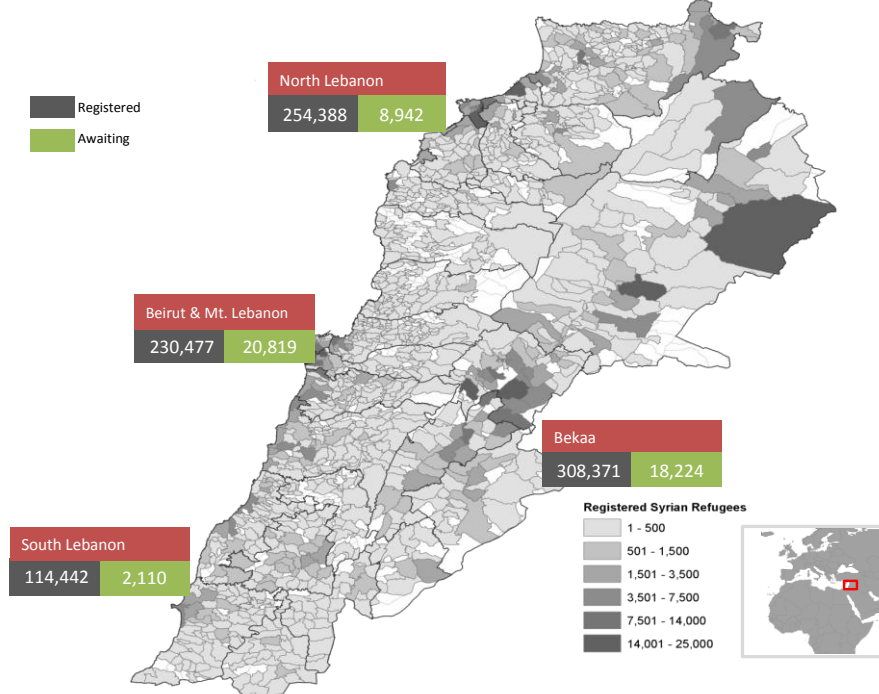 North Lebanon
254,388 8,942
Registered
Awaiting
Beirut & Mt. Lebanon
230,477 20,819
Bekaa
308,371 18,224
South Lebanon
114,442 2,110
Registered Syrian Refugees
1 - 500
501 - 1,500
1,501 - 3,500
3,501 - 7,500
7,501 - 14,000
14,001 - 25,000